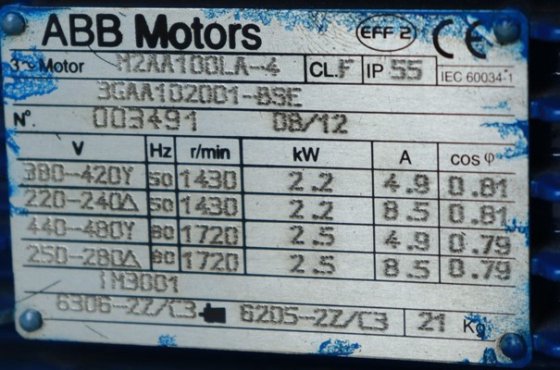 ABB Motors EFF 2 CE
3~ Motor M2AA100LA-4 CL.F IP 55 IEC 60034-1
3GAA102001-BSE
N°. 003491 08/12
V Hz r/min kW A cos φ
380-420Y 50 1430 2.2 4.9 0.81
220-240Δ 50 1430 2.2 8.5 0.81
440-480Y 60 1720 2.5 4.9 0.79
250-280Δ 60 1720 2.5 8.5 0.79
IM3001
6306-2Z/C3 6205-2Z/C3 21 Kg